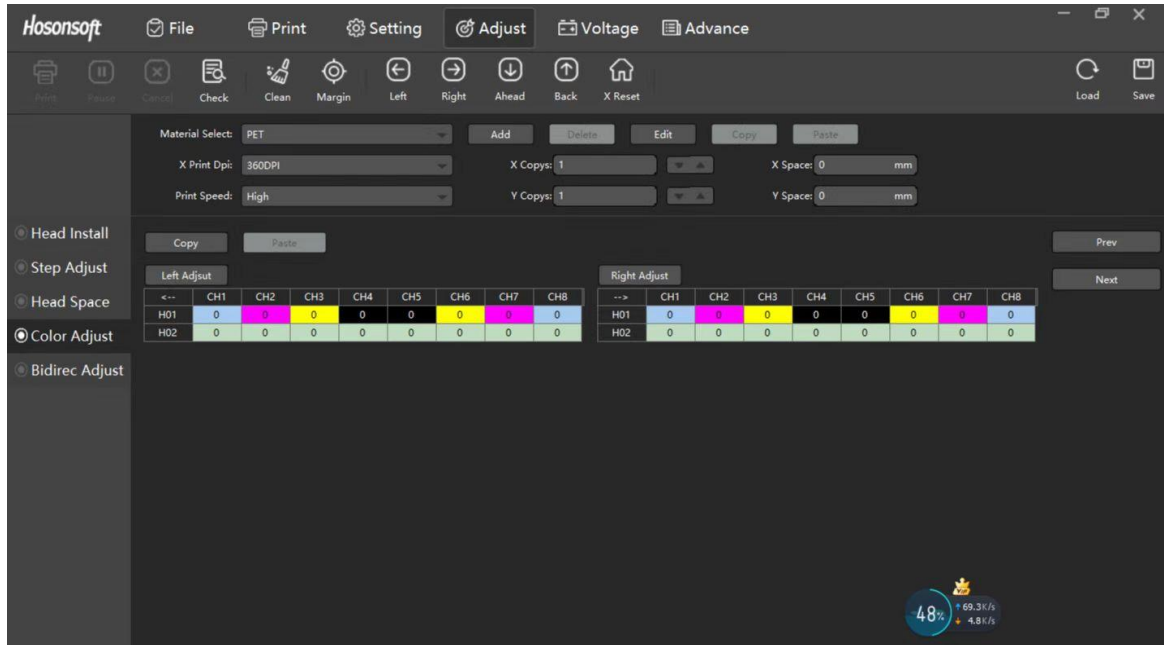 Hosonsoft File Print Setting Adjust Voltage Advance
Print Pause Cancel Check Clean Margin Left Right Ahead Back X Reset Load Save
Material Select: PET Add Delete Edit Copy Paste
X Print Dpi: 360DPI X Copys: 1 X Space: 0 mm
Print Speed: High Y Copys: 1 Y Space: 0 mm
Head Install
Step Adjust
Head Space
Color Adjust
Bidirec Adjust
Copy Paste
Left Adjsut
<-- CH1 CH2 CH3 CH4 CH5 CH6 CH7 CH8
H01 0 0 0 0 0 0 0 0
H02 0 0 0 0 0 0 0 0
Right Adjust
--> CH1 CH2 CH3 CH4 CH5 CH6 CH7 CH8
H01 0 0 0 0 0 0 0 0
H02 0 0 0 0 0 0 0 0
Prev
Next
48%
69.3K/s
4.8K/s